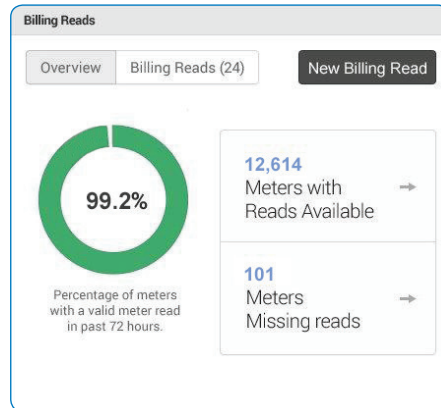 Billing Reads
Overview
Billing Reads (24)
New Billing Read
99.2%
Percentage of meters
with a valid meter read
in past 72 hours.
12,614
Meters with
Reads Available
101
Meters
Missing reads